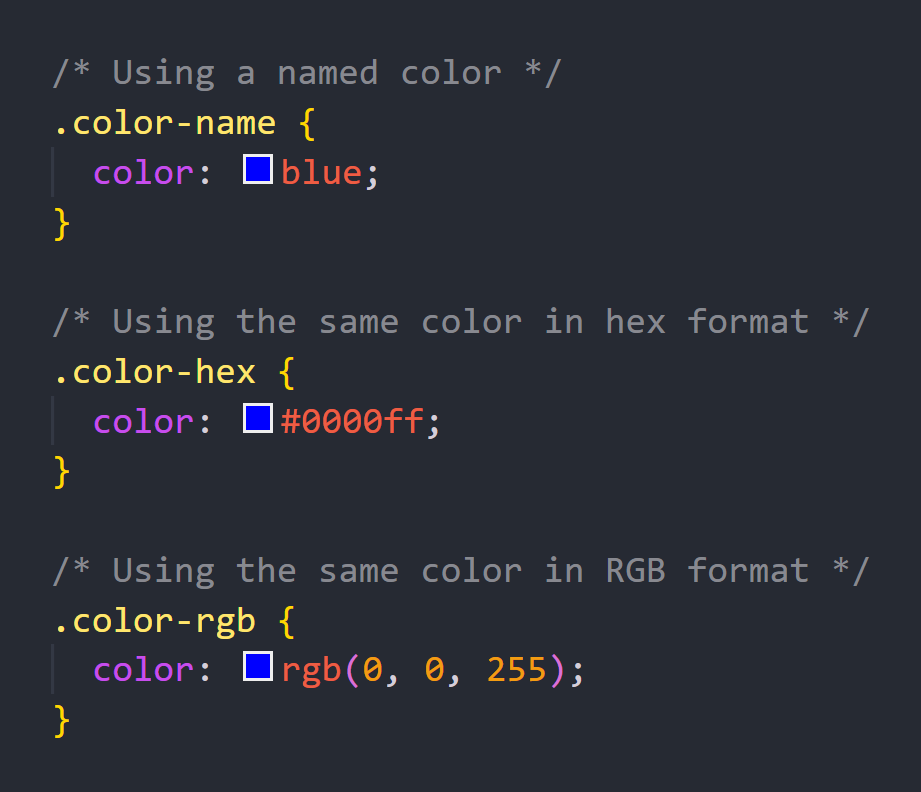 /* Using a named color */
.color-name {
  color: blue;
}

/* Using the same color in hex format */
.color-hex {
  color: #0000ff;
}

/* Using the same color in RGB format */
.color-rgb {
  color: rgb(0, 0, 255);
}